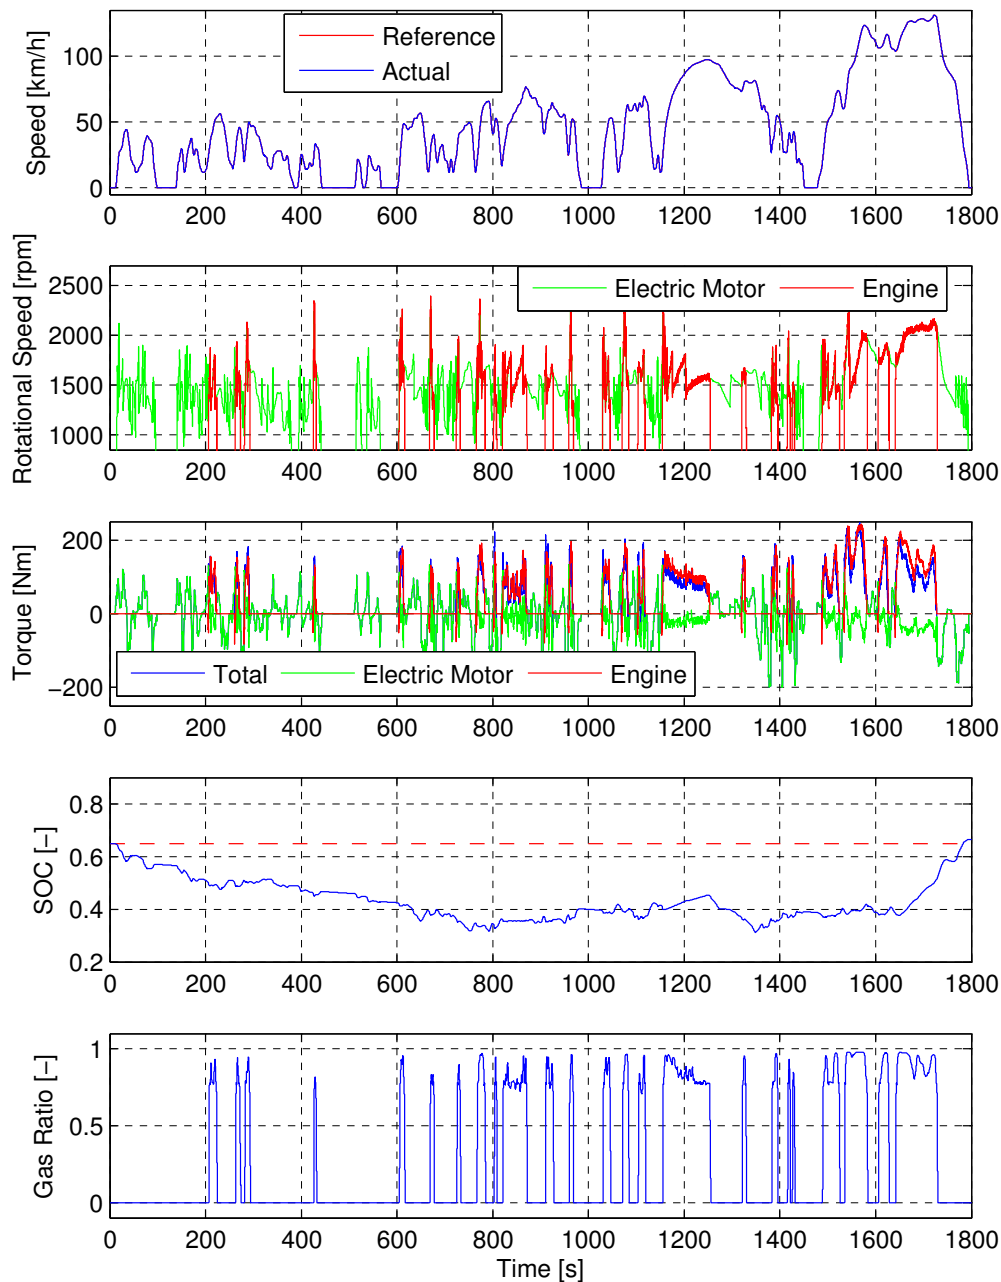 Speed [km/h]
100
50
0
Reference
Actual
0 200 400 600 800 1000 1200 1400 1600 1800
Rotational Speed [rpm]
2500
2000
1500
1000
Electric Motor Engine
0 200 400 600 800 1000 1200 1400 1600 1800
Torque [Nm]
200
0
−200
Total Electric Motor Engine
0 200 400 600 800 1000 1200 1400 1600 1800
SOC [−]
0.8
0.6
0.4
0.2
0 200 400 600 800 1000 1200 1400 1600 1800
Gas Ratio [−]
1
0.5
0
0 200 400 600 800 1000 1200 1400 1600 1800
Time [s]